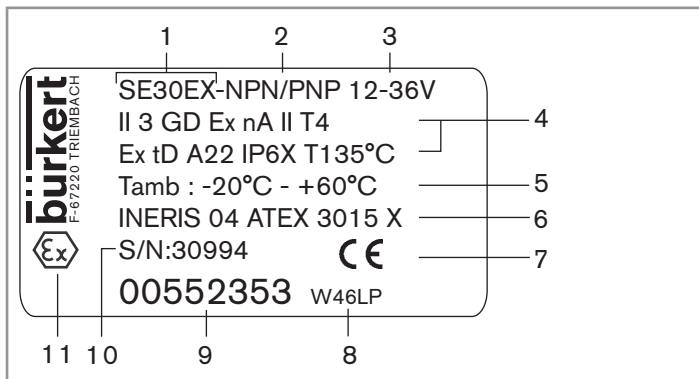 1 2 3
bürkert
F-67220 TRIEMBACH
SE30EX-NPN/PNP 12-36V
II 3 GD Ex nA II T4
4
Ex tD A22 IP6X T135°C
Tamb : -20°C - +60°C 5
INERIS 04 ATEX 3015 X 6
Ex
S/N:30994 CE 7
00552353 W46LP
11 10 9 8